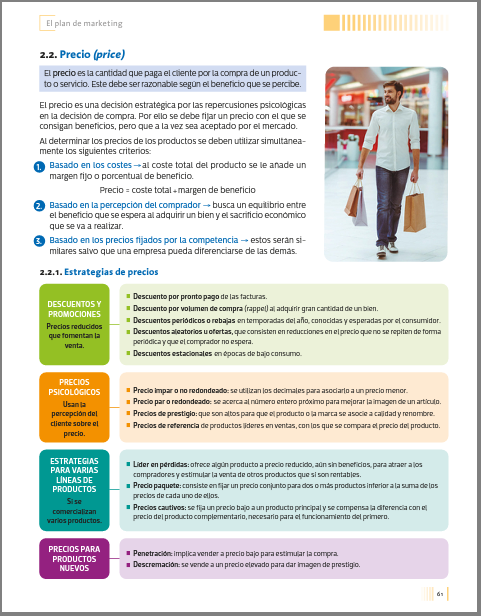 El plan de marketing
2.2. Precio (price)
El precio es la cantidad que paga el cliente por la compra de un produc-
to o servicio. Este debe ser razonable según el beneficio que se percibe.
El precio es una decisión estratégica por las repercusiones psicológicas
en la decisión de compra. Por ello se debe fijar un precio con el que se
consigan beneficios, pero que a la vez sea aceptado por el mercado.
Al determinar los precios de los productos se deben utilizar simultánea-
mente los siguientes criterios:
1. Basado en los costes → al coste total del producto se le añade un
margen fijo o porcentual de beneficio.
Precio = coste total + margen de beneficio
2. Basado en la percepción del comprador → busca un equilibrio entre
el beneficio que se espera al adquirir un bien y el sacrificio económico
que se va a realizar.
3. Basado en los precios fijados por la competencia → estos serán si-
milares salvo que una empresa pueda diferenciarse de las demás.
2.2.1. Estrategias de precios
DESCUENTOS Y
PROMOCIONES
Precios reducidos
que fomentan la
venta.
Descuento por pronto pago de las facturas.
Descuento por volumen de compra (rappel) al adquirir gran cantidad de un bien.
Descuentos periódicos o rebajas en temporadas del año, conocidas y esperadas por el consumidor.
Descuentos aleatorios u ofertas, que consisten en reducciones en el precio que no se repiten de forma
periódica y que el comprador no espera.
Descuentos estacionales en épocas de bajo consumo.
PRECIOS
PSICOLÓGICOS
Usan la
percepción del
cliente sobre el
precio.
Precio impar o no redondeado: se utilizan los decimales para asociarlo a un precio menor.
Precio par o redondeado: se acerca al número entero próximo para mejorar la imagen de un artículo.
Precios de prestigio: que son altos para que el producto o la marca se asocie a calidad y renombre.
Precios de referencia de productos líderes en ventas, con los que se compara el precio del producto.
ESTRATEGIAS
PARA VARIAS
LÍNEAS DE
PRODUCTOS
Si se
comercializan
varios productos.
Líder en pérdidas: ofrece algún producto a precio reducido, aún sin beneficios, para atraer a los
compradores y estimular la venta de otros productos que sí son rentables.
Precio paquete: consiste en fijar un precio conjunto para dos o más productos inferior a la suma de los
precios de cada uno de ellos.
Precios cautivos: se fija un precio bajo a un producto principal y se compensa la diferencia con el
precio del producto complementario, necesario para el funcionamiento del primero.
PRECIOS PARA
PRODUCTOS
NUEVOS
Penetración: implica vender a precio bajo para estimular la compra.
Descremación: se vende a un precio elevado para dar imagen de prestigio.
61